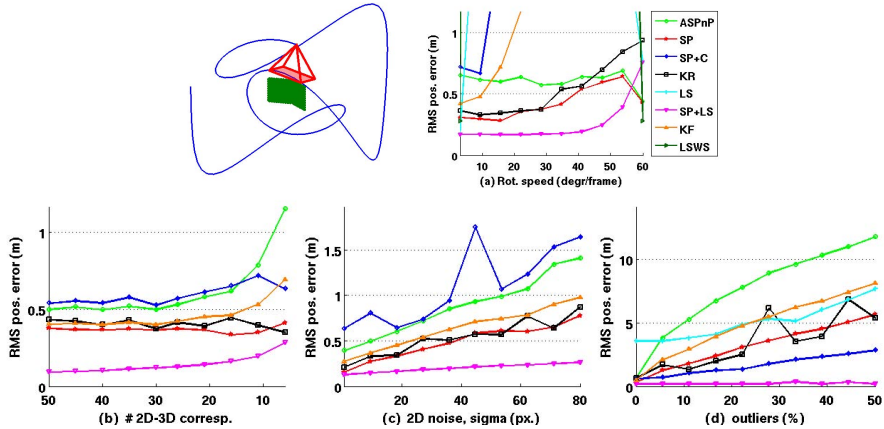 RMS pos. error (m)
1
0.5
0
10 20 30 40 50 60
(a) Rot. speed (degr/frame)
ASPnP
SP
SP+C
KR
LS
SP+LS
KF
LSWS
RMS pos. error (m)
1
0.5
0
50 40 30 20 10
(b) # 2D-3D corresp.
RMS pos. error (m)
1.5
1
0.5
0
20 40 60 80
(c) 2D noise, sigma (px.)
RMS pos. error (m)
10
5
0
0 10 20 30 40 50
(d) outliers (%)